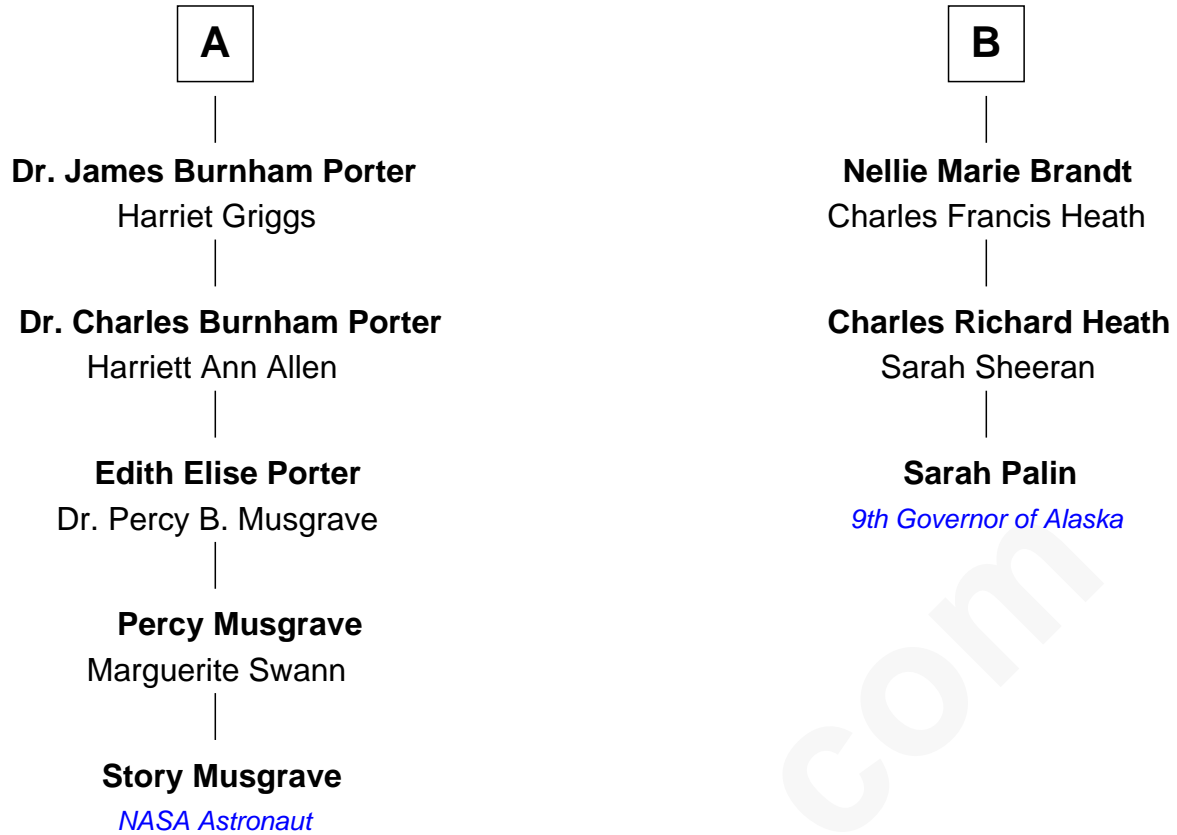 A
Dr. James Burnham Porter
Harriet Griggs
Dr. Charles Burnham Porter
Harriett Ann Allen
Edith Elise Porter
Dr. Percy B. Musgrave
Percy Musgrave
Marguerite Swann
Story Musgrave
NASA Astronaut
B
Nellie Marie Brandt
Charles Francis Heath
Charles Richard Heath
Sarah Sheeran
Sarah Palin
9th Governor of Alaska
com